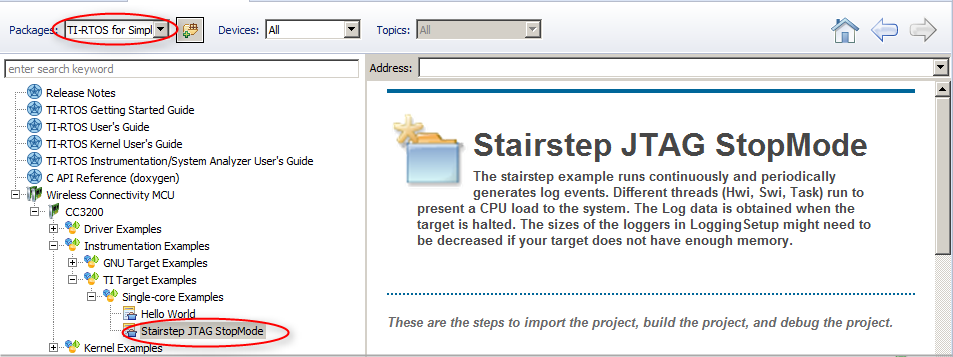 Packages: TI-RTOS for Simpl Devices: All Topics: All
enter search keyword
Address:
Release Notes
TI-RTOS Getting Started Guide
TI-RTOS User's Guide
TI-RTOS Kernel User's Guide
TI-RTOS Instrumentation/System Analyzer User's Guide
C API Reference (doxygen)
Wireless Connectivity MCU
CC3200
Driver Examples
Instrumentation Examples
GNU Target Examples
TI Target Examples
Single-core Examples
Hello World
Stairstep JTAG StopMode
Kernel Examples
Stairstep JTAG StopMode
The stairstep example runs continuously and periodically
generates log events. Different threads (Hwi, Swi, Task) run to
present a CPU load to the system. The Log data is obtained when the
target is halted. The sizes of the loggers in LoggingSetup might need to
be decreased if your target does not have enough memory.
These are the steps to import the project, build the project, and debug the project.